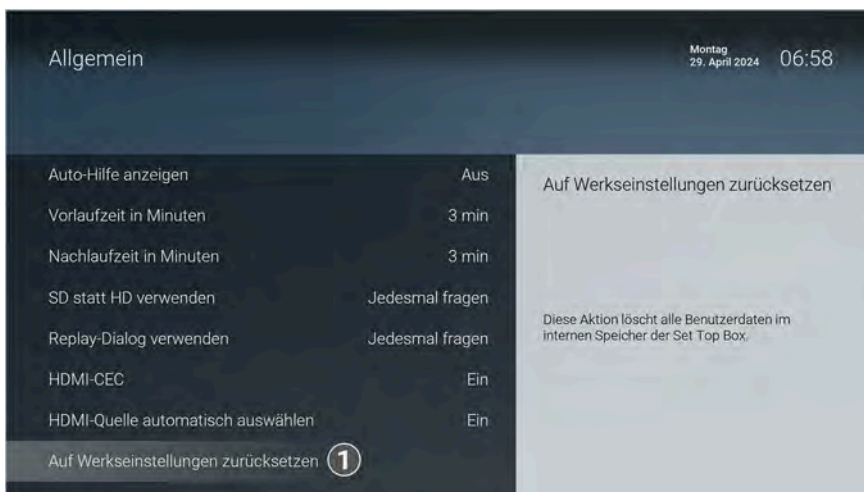 Allgemein
Montag
29. April 2024 06:58
Auto-Hilfe anzeigen Aus
Vorlaufzeit in Minuten 3 min
Nachlaufzeit in Minuten 3 min
SD statt HD verwenden Jedesmal fragen
Replay-Dialog verwenden Jedesmal fragen
HDMI-CEC Ein
HDMI-Quelle automatisch auswählen Ein
Auf Werkseinstellungen zurücksetzen 1
Auf Werkseinstellungen zurücksetzen
Diese Aktion löscht alle Benutzerdaten im
internen Speicher der Set Top Box.